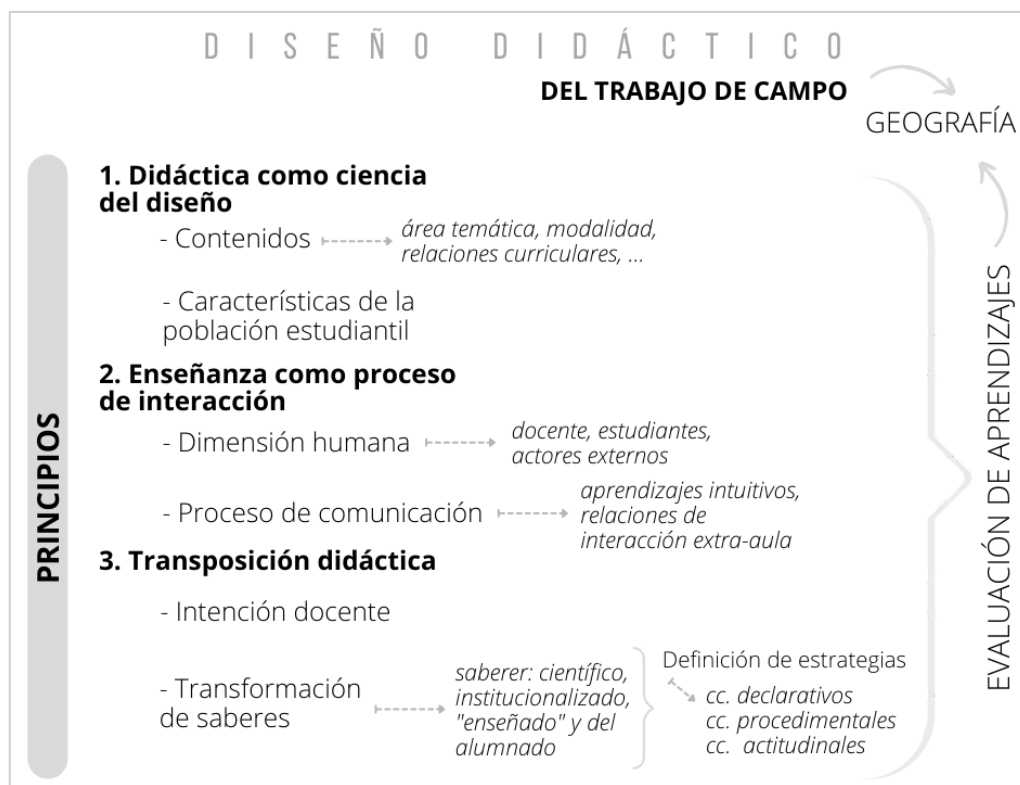 DISEÑO DIDÁCTICO
DEL TRABAJO DE CAMPO
GEOGRAFÍA
PRINCIPIOS
1. Didáctica como ciencia
del diseño
- Contenidos
área temática, modalidad,
relaciones curriculares, ...
- Características de la
población estudiantil
2. Enseñanza como proceso
de interacción
- Dimensión humana
docente, estudiantes,
actores externos
- Proceso de comunicación
aprendizajes intuitivos,
relaciones de
interacción extra-aula
3. Transposición didáctica
- Intención docente
- Transformación
de saberes
saberer: científico,
institucionalizado,
"enseñado" y del
alumnado
Definición de estrategias
cc. declarativos
cc. procedimentales
cc. actitudinales
EVALUACIÓN DE APRENDIZAJES